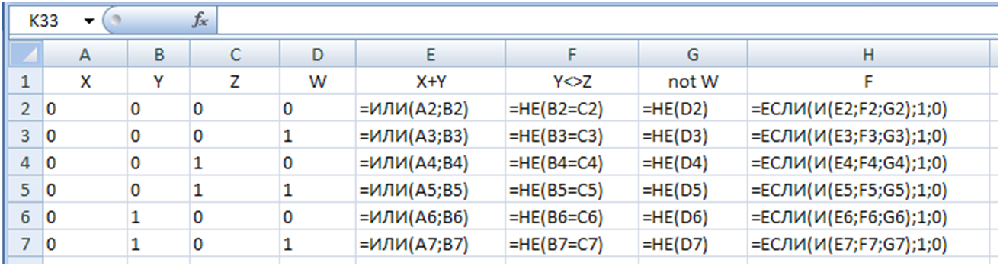 K33 fx
A B C D E F G H
1 X Y Z W X+Y Y<>Z not W F
2 0 0 0 0 =ИЛИ(A2;B2) =НЕ(B2=C2) =НЕ(D2) =ЕСЛИ(И(E2;F2;G2);1;0)
3 0 0 0 1 =ИЛИ(A3;B3) =НЕ(B3=C3) =НЕ(D3) =ЕСЛИ(И(E3;F3;G3);1;0)
4 0 0 1 0 =ИЛИ(A4;B4) =НЕ(B4=C4) =НЕ(D4) =ЕСЛИ(И(E4;F4;G4);1;0)
5 0 0 1 1 =ИЛИ(A5;B5) =НЕ(B5=C5) =НЕ(D5) =ЕСЛИ(И(E5;F5;G5);1;0)
6 0 1 0 0 =ИЛИ(A6;B6) =НЕ(B6=C6) =НЕ(D6) =ЕСЛИ(И(E6;F6;G6);1;0)
7 0 1 0 1 =ИЛИ(A7;B7) =НЕ(B7=C7) =НЕ(D7) =ЕСЛИ(И(E7;F7;G7);1;0)